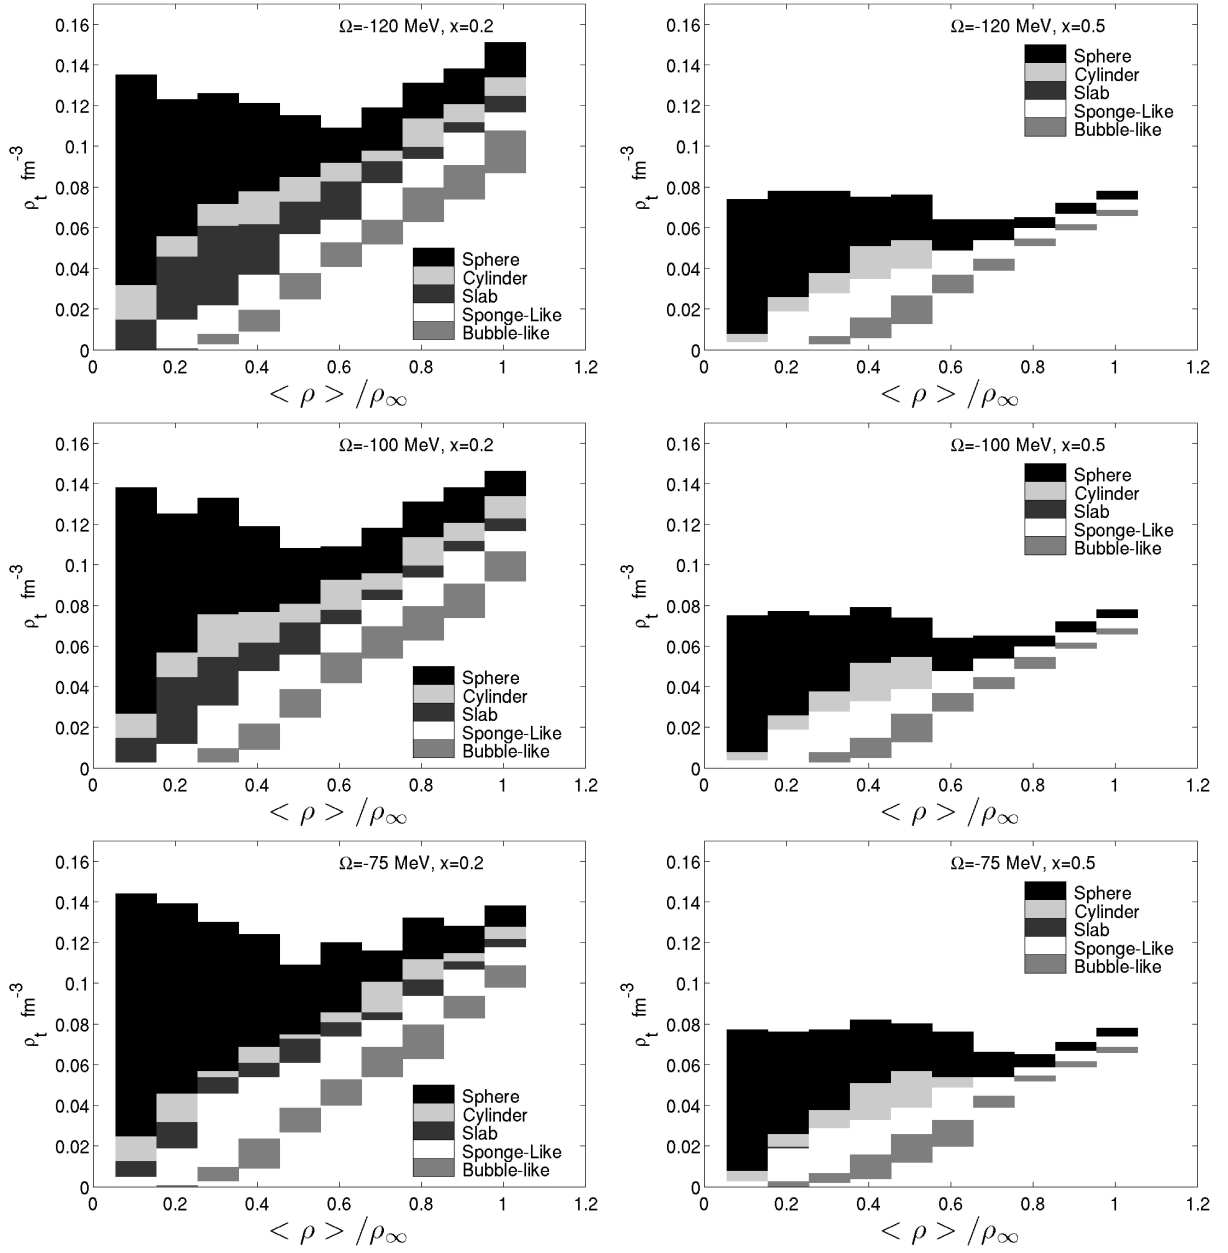 Ω=-120 MeV, x=0.2
0.16
0.14
0.12
0.1
0.08
0.06
0.04
0.02
0
ρt fm-3
Sphere
Cylinder
Slab
Sponge-Like
Bubble-like
0 0.2 0.4 0.6 0.8 1 1.2
< ρ > /ρ∞
Ω=-120 MeV, x=0.5
0.16
0.14
0.12
0.1
0.08
0.06
0.04
0.02
0
ρt fm-3
Sphere
Cylinder
Slab
Sponge-Like
Bubble-like
0 0.2 0.4 0.6 0.8 1 1.2
< ρ > /ρ∞
Ω=-100 MeV, x=0.2
0.16
0.14
0.12
0.1
0.08
0.06
0.04
0.02
0
ρt fm-3
Sphere
Cylinder
Slab
Sponge-Like
Bubble-like
0 0.2 0.4 0.6 0.8 1 1.2
< ρ > /ρ∞
Ω=-100 MeV, x=0.5
0.16
0.14
0.12
0.1
0.08
0.06
0.04
0.02
0
ρt fm-3
Sphere
Cylinder
Slab
Sponge-Like
Bubble-like
0 0.2 0.4 0.6 0.8 1 1.2
< ρ > /ρ∞
Ω=-75 MeV, x=0.2
0.16
0.14
0.12
0.1
0.08
0.06
0.04
0.02
0
ρt fm-3
Sphere
Cylinder
Slab
Sponge-Like
Bubble-like
0 0.2 0.4 0.6 0.8 1 1.2
< ρ > /ρ∞
Ω=-75 MeV, x=0.5
0.16
0.14
0.12
0.1
0.08
0.06
0.04
0.02
0
ρt fm-3
Sphere
Cylinder
Slab
Sponge-Like
Bubble-like
0 0.2 0.4 0.6 0.8 1 1.2
< ρ > /ρ∞